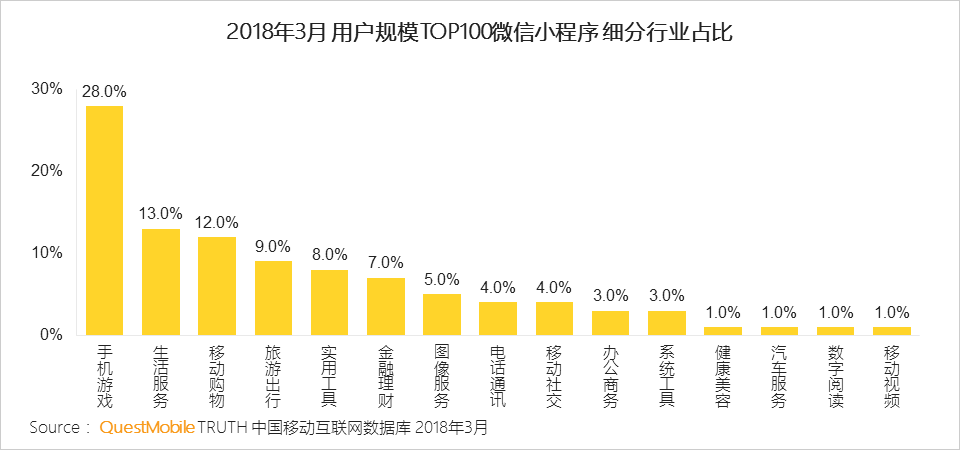 2018年3月 用户规模TOP100微信小程序 细分行业占比
30%
20%
10%
0%
28.0%
13.0%
12.0%
9.0%
8.0%
7.0%
5.0%
4.0%
4.0%
3.0%
3.0%
1.0%
1.0%
1.0%
1.0%
手机游戏
生活服务
移动购物
旅游出行
实用工具
金融理财
图像服务
电话通讯
移动社交
办公商务
系统工具
健康美容
汽车服务
数字阅读
移动视频
Source： QuestMobile TRUTH 中国移动互联网数据库 2018年3月